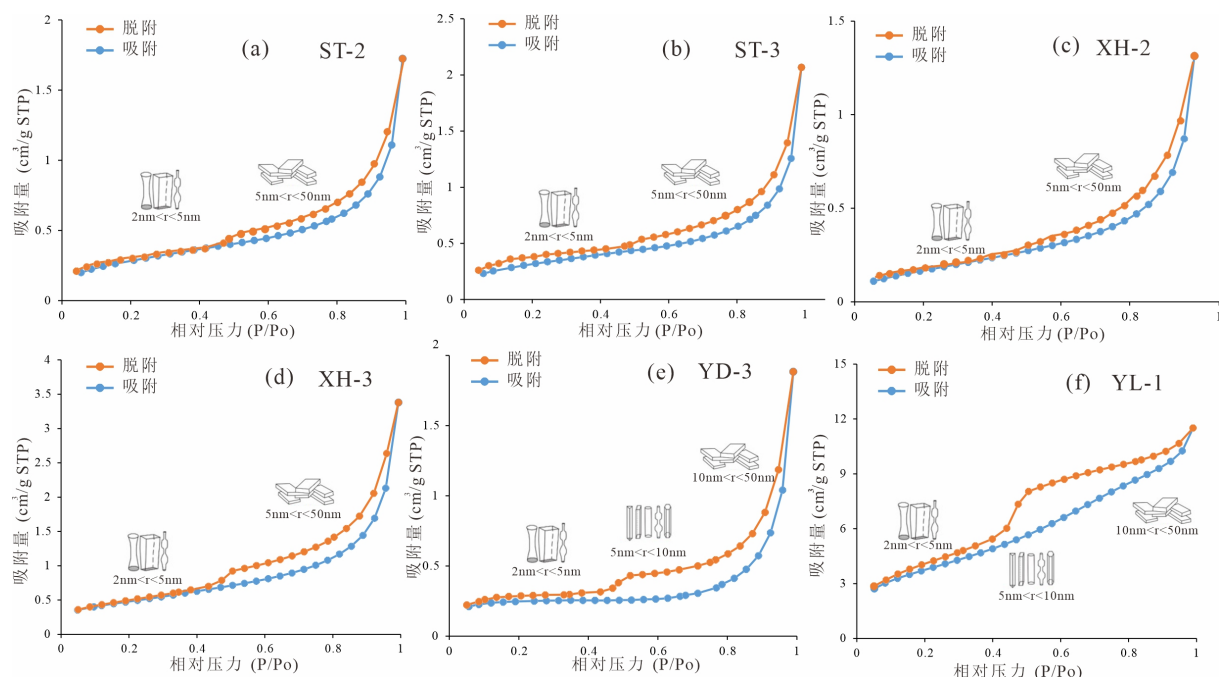 脱附
吸附
(a) ST-2
吸附量 (cm³/g STP)
2
1.5
1
0.5
0
2nm<r<5nm
5nm<r<50nm
0 0.2 0.4 0.6 0.8 1
相对压力 (P/Po)
脱附
吸附
(b) ST-3
吸附量 (cm³/g STP)
2.5
2
1.5
1
0.5
0
2nm<r<5nm
5nm<r<50nm
0 0.2 0.4 0.6 0.8 1
相对压力 (P/Po)
脱附
吸附
(c) XH-2
吸附量 (cm³/g STP)
1.5
1
0.5
0
2nm<r<5nm
5nm<r<50nm
0 0.2 0.4 0.6 0.8 1
相对压力 (P/Po)
脱附
吸附
(d) XH-3
吸附量 (cm³/g STP)
4
3.5
3
2.5
2
1.5
1
0.5
0
2nm<r<5nm
5nm<r<50nm
0 0.2 0.4 0.6 0.8 1
相对压力 (P/Po)
脱附
吸附
(e) YD-3
吸附量 (cm³/g STP)
2
1.5
1
0.5
0
2nm<r<5nm
5nm<r<10nm
10nm<r<50nm
0 0.2 0.4 0.6 0.8 1
相对压力 (P/Po)
脱附
吸附
(f) YL-1
吸附量 (cm³/g STP)
15
12
9
6
3
0
2nm<r<5nm
5nm<r<10nm
10nm<r<50nm
0 0.2 0.4 0.6 0.8 1
相对压力 (P/Po)